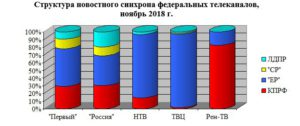 Структура новостного синхрона федеральных телеканалов,
ноябрь 2018 г.
100%
90%
80%
70%
60%
50%
40%
30%
20%
10%
0%
ЛДПР
"СР"
"ЕР"
КПРФ
"Первый" "Россия" НТВ ТВЦ Рен-ТВ